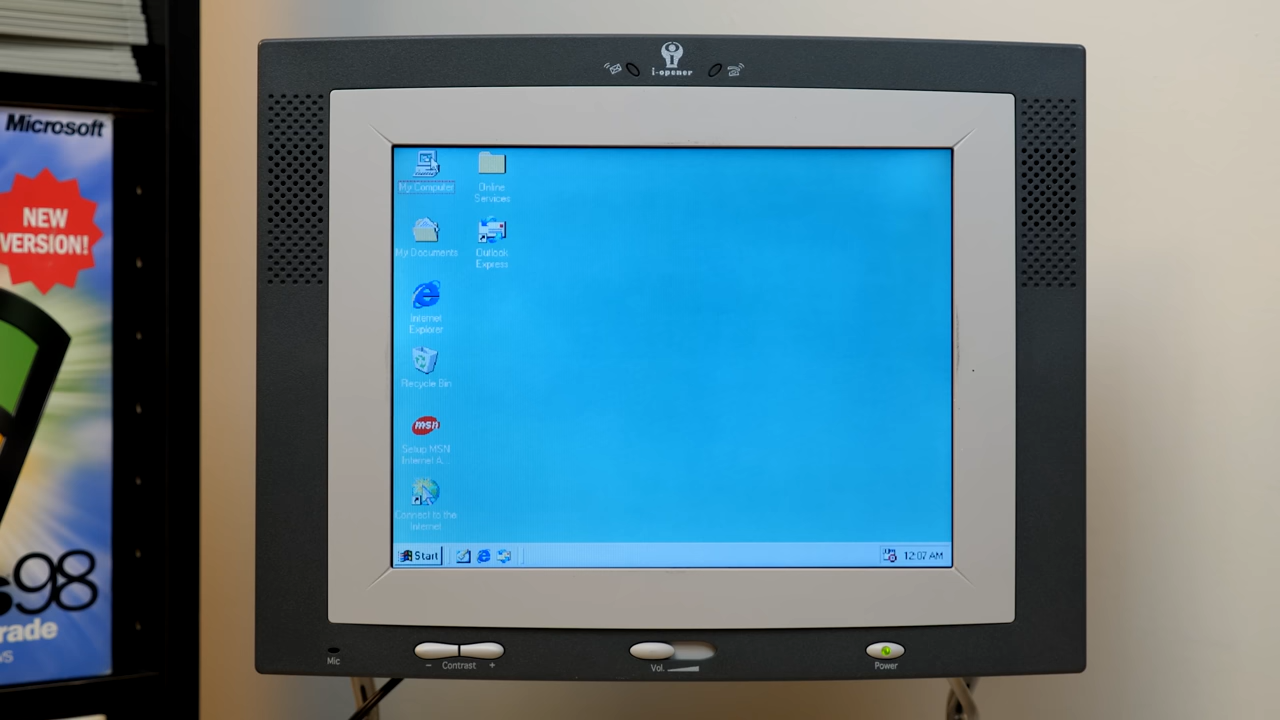 Microsoft
NEW
VERSION!
98
rade
i-opener
My Computer
Online
Services
My Documents
Outlook
Express
Internet
Explorer
Recycle Bin
msn
Setup MSN
Internet A...
Connect to the
Internet
Start
12:07 AM
Mic
- Contrast +
Vol.
Power